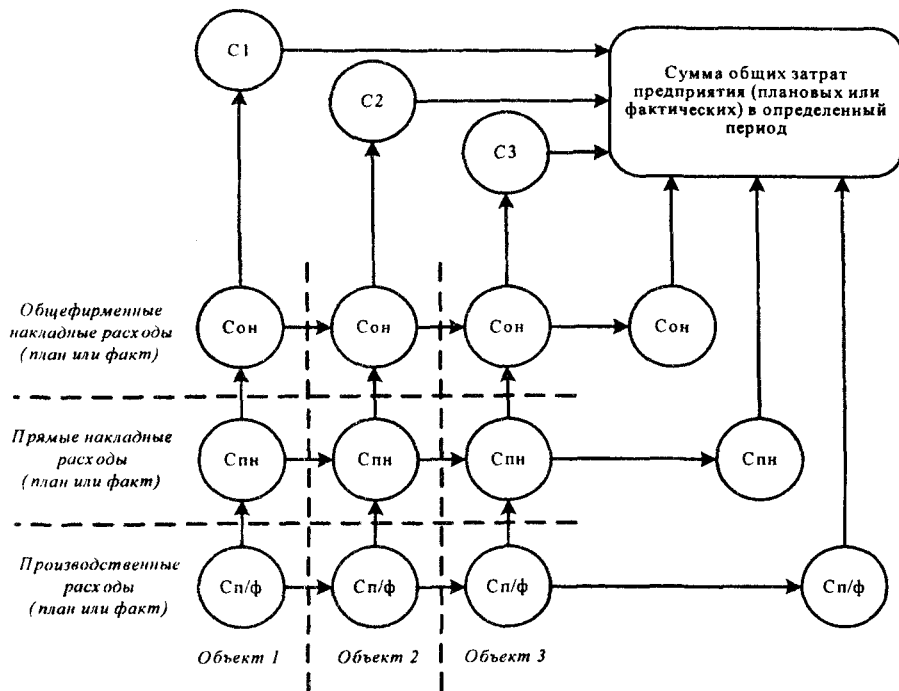 С1
Сумма общих затрат
предприятия (плановых или
фактических) в определенный
период
С2
С3
Общефирменные
накладные расходы
(план или факт)
Сон
Сон
Сон
Сон
Прямые накладные
расходы
(план или факт)
Спн
Спн
Спн
Спн
Производственные
расходы
(план или факт)
Сп/ф
Сп/ф
Сп/ф
Сп/ф
Объект 1
Объект 2
Объект 3